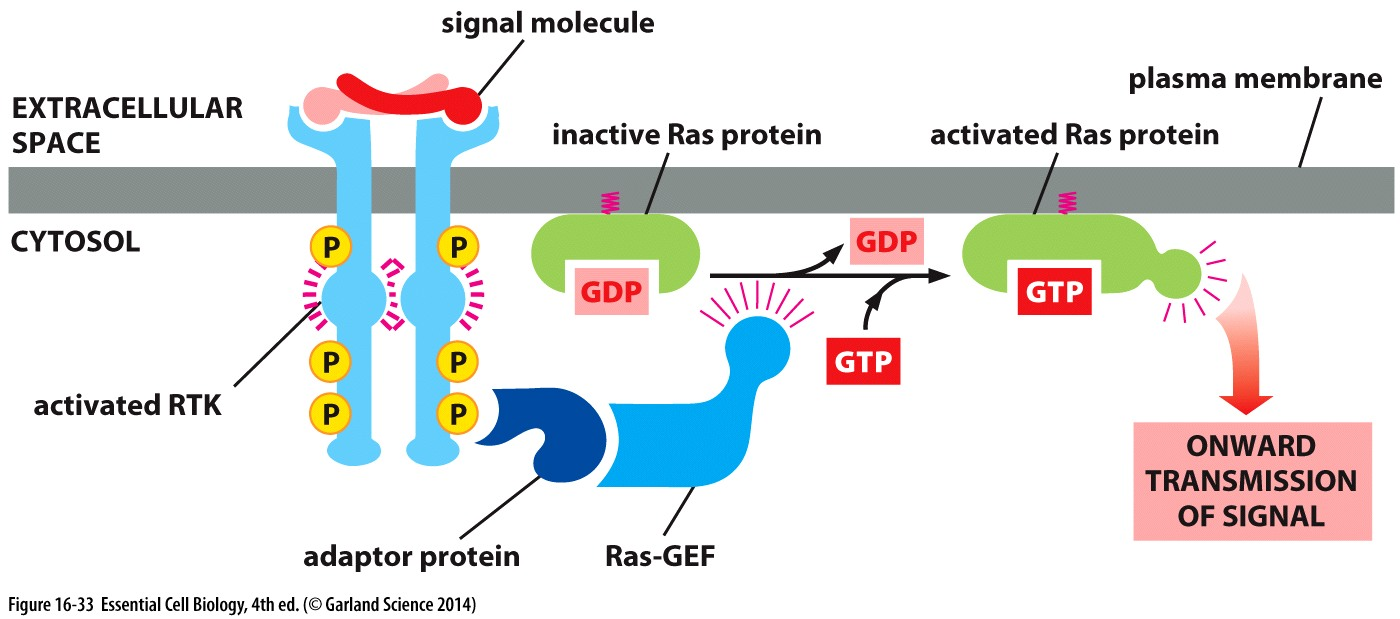 signal molecule
EXTRACELLULAR
SPACE
plasma membrane
inactive Ras protein
activated Ras protein
CYTOSOL
P
P
GDP
GDP
GTP
GTP
P
P
activated RTK
P
P
ONWARD
TRANSMISSION
OF SIGNAL
adaptor protein
Ras-GEF
Figure 16-33 Essential Cell Biology, 4th ed. (© Garland Science 2014)